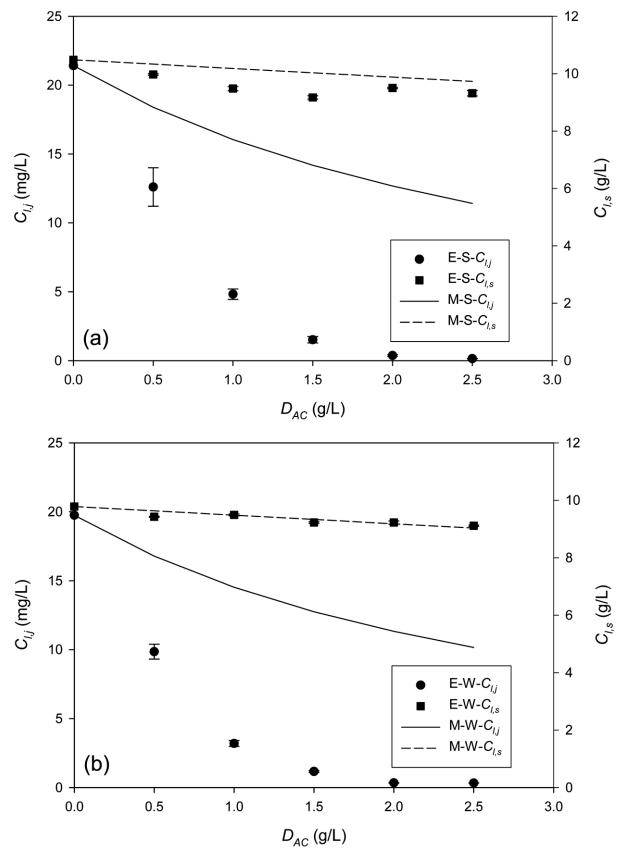 25
20
15
10
5
0
C_{l,j} (mg/L)
12
10
8
6
4
2
0
C_{l,s} (g/L)
E-S-C_{l,j}
E-S-C_{l,s}
M-S-C_{l,j}
M-S-C_{l,s}
(a)
0.0 0.5 1.0 1.5 2.0 2.5 3.0
D_{AC} (g/L)
25
20
15
10
5
0
C_{l,j} (mg/L)
12
10
8
6
4
2
0
C_{l,s} (g/L)
E-W-C_{l,j}
E-W-C_{l,s}
M-W-C_{l,j}
M-W-C_{l,s}
(b)
0.0 0.5 1.0 1.5 2.0 2.5 3.0
D_{AC} (g/L)